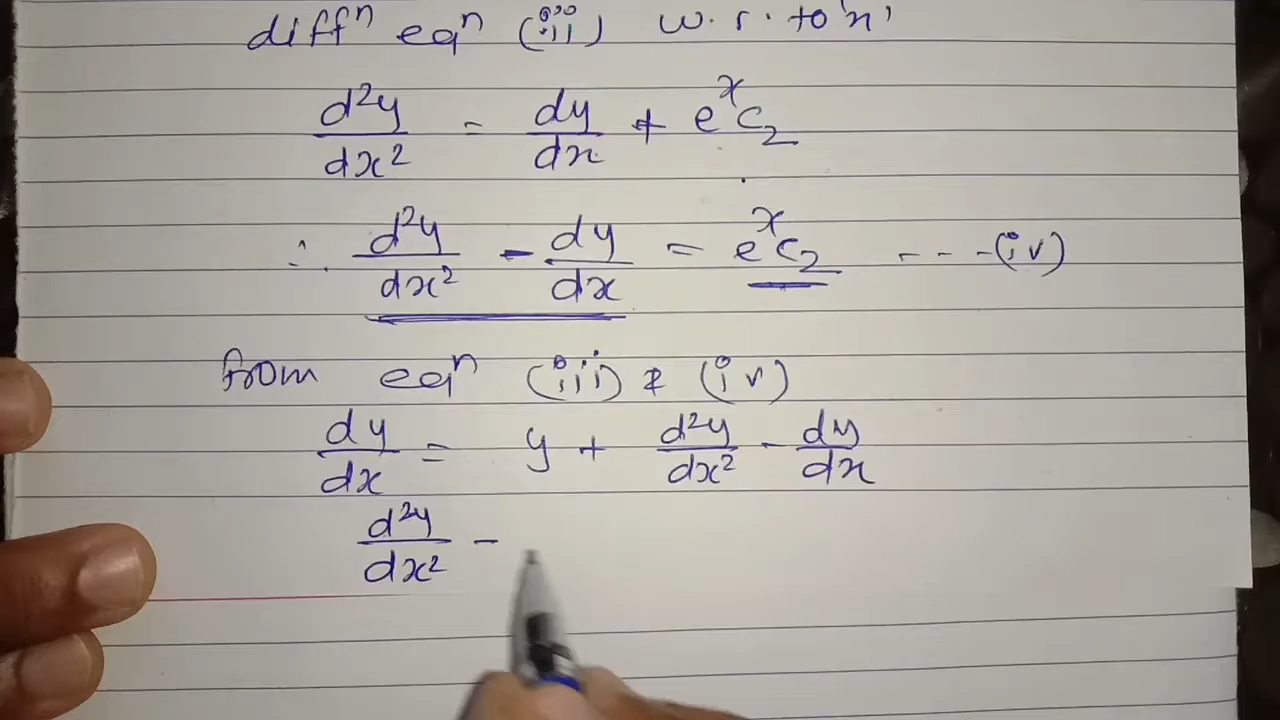 diffⁿ eqⁿ (iii) w.r. to 'x'
d²y/dx² = dy/dx + eˣc₂
∴ d²y/dx² - dy/dx = eˣc₂ ---(iv)
from eqⁿ (iii) & (iv)
dy/dx = y + d²y/dx² - dy/dx
d²y/dx² -